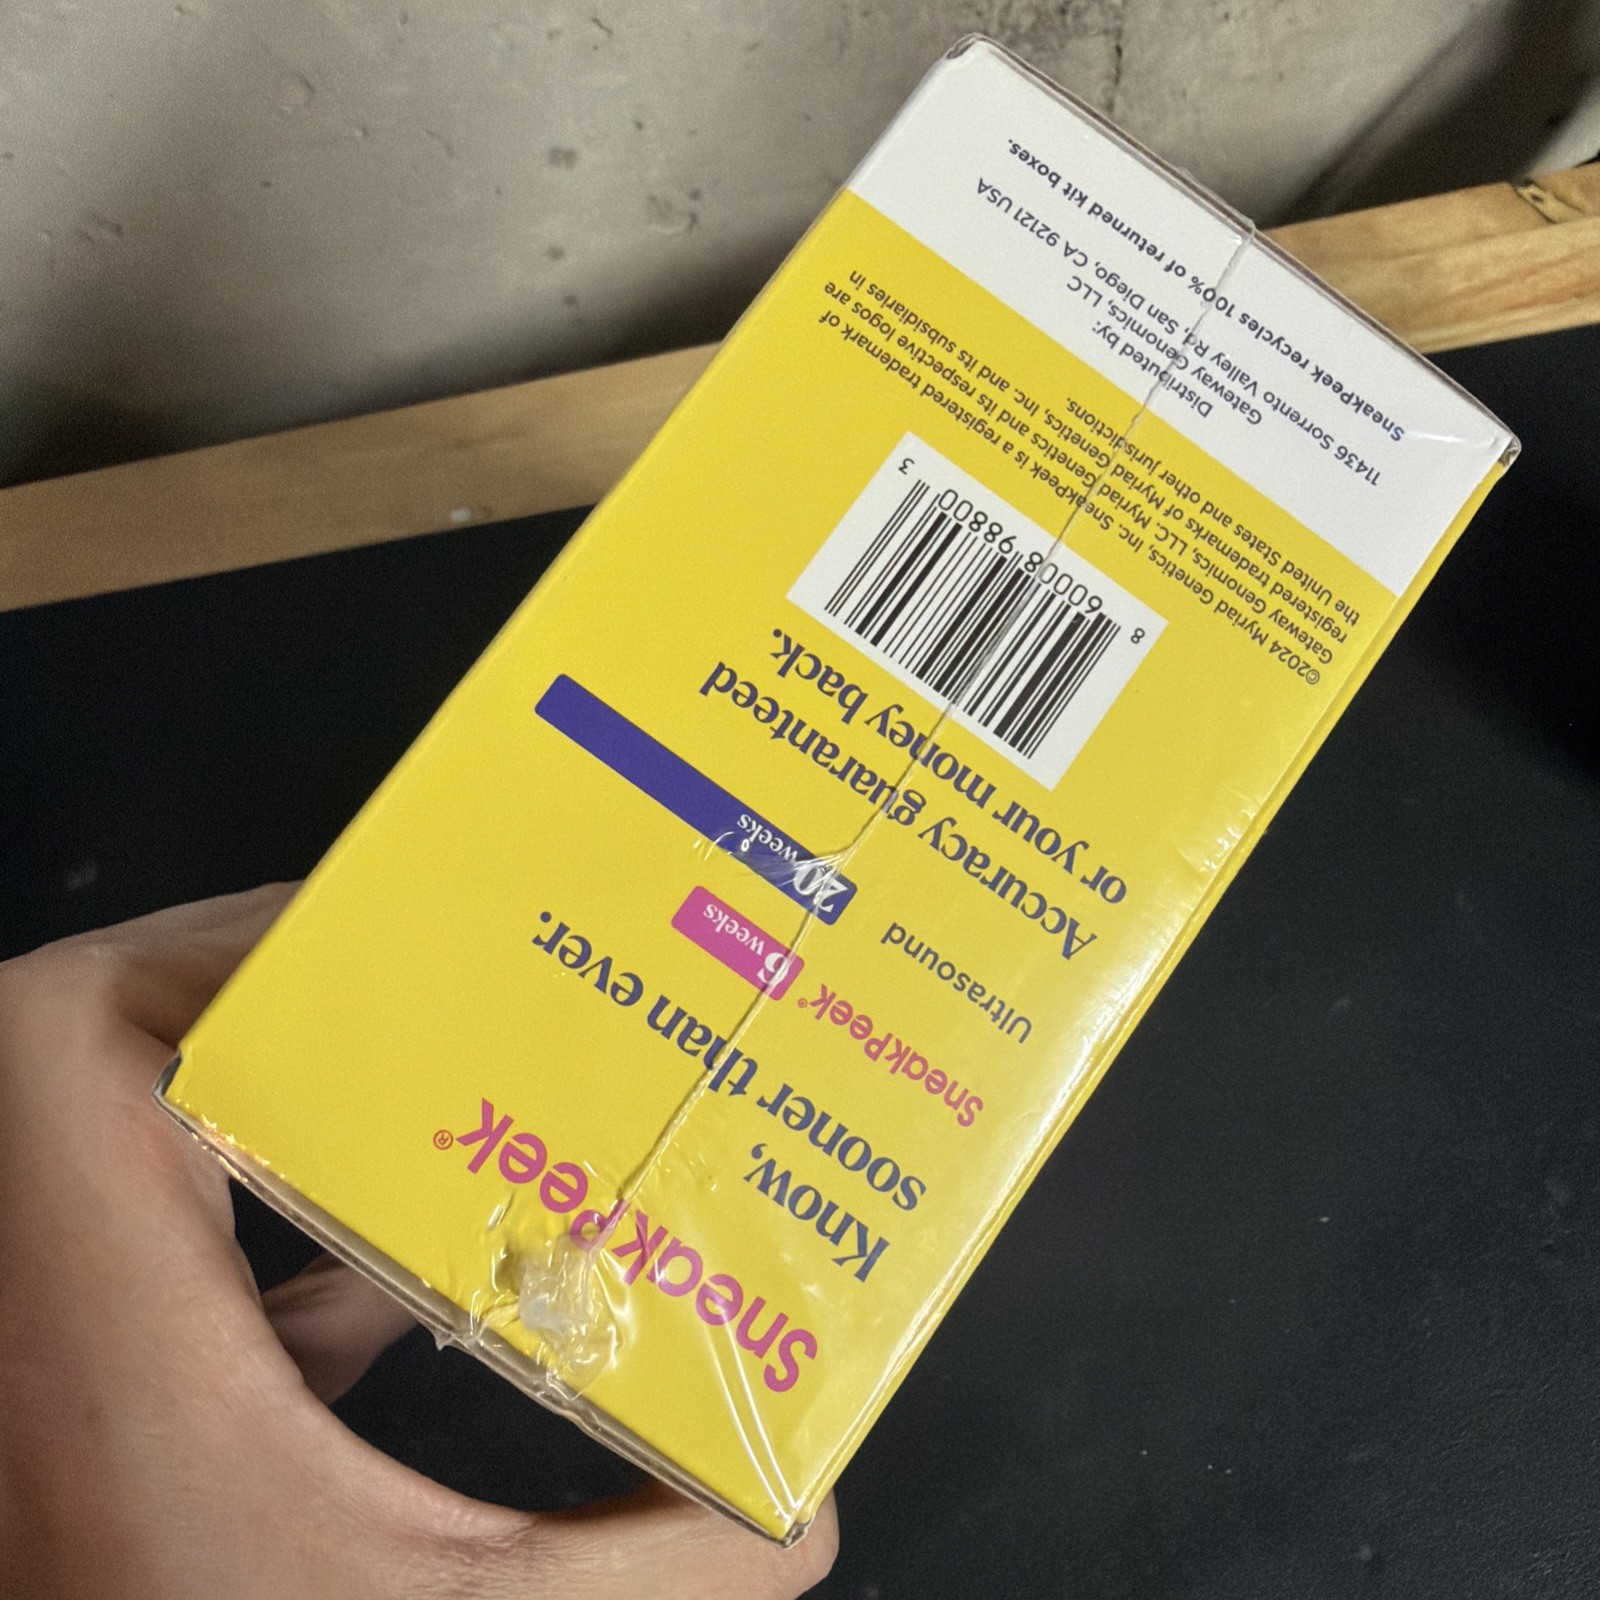 SneakPeek®
Know,
sooner than ever.
SneakPeek® 6 weeks
Ultrasound 20 weeks
Accuracy guaranteed
or your money back.
8 60008 98800 3
©2024 Myriad Genetics, Inc. SneakPeek is a registered trademark of
Gateway Genomics, LLC. Myriad Genetics and its respective logos are
registered trademarks of Myriad Genetics, Inc. and its subsidiaries in
the United States and other jurisdictions.
Distributed by:
Gateway Genomics, LLC
11436 Sorrento Valley Rd, San Diego, CA 92121 USA
SneakPeek recycles 100% of returned kit boxes.